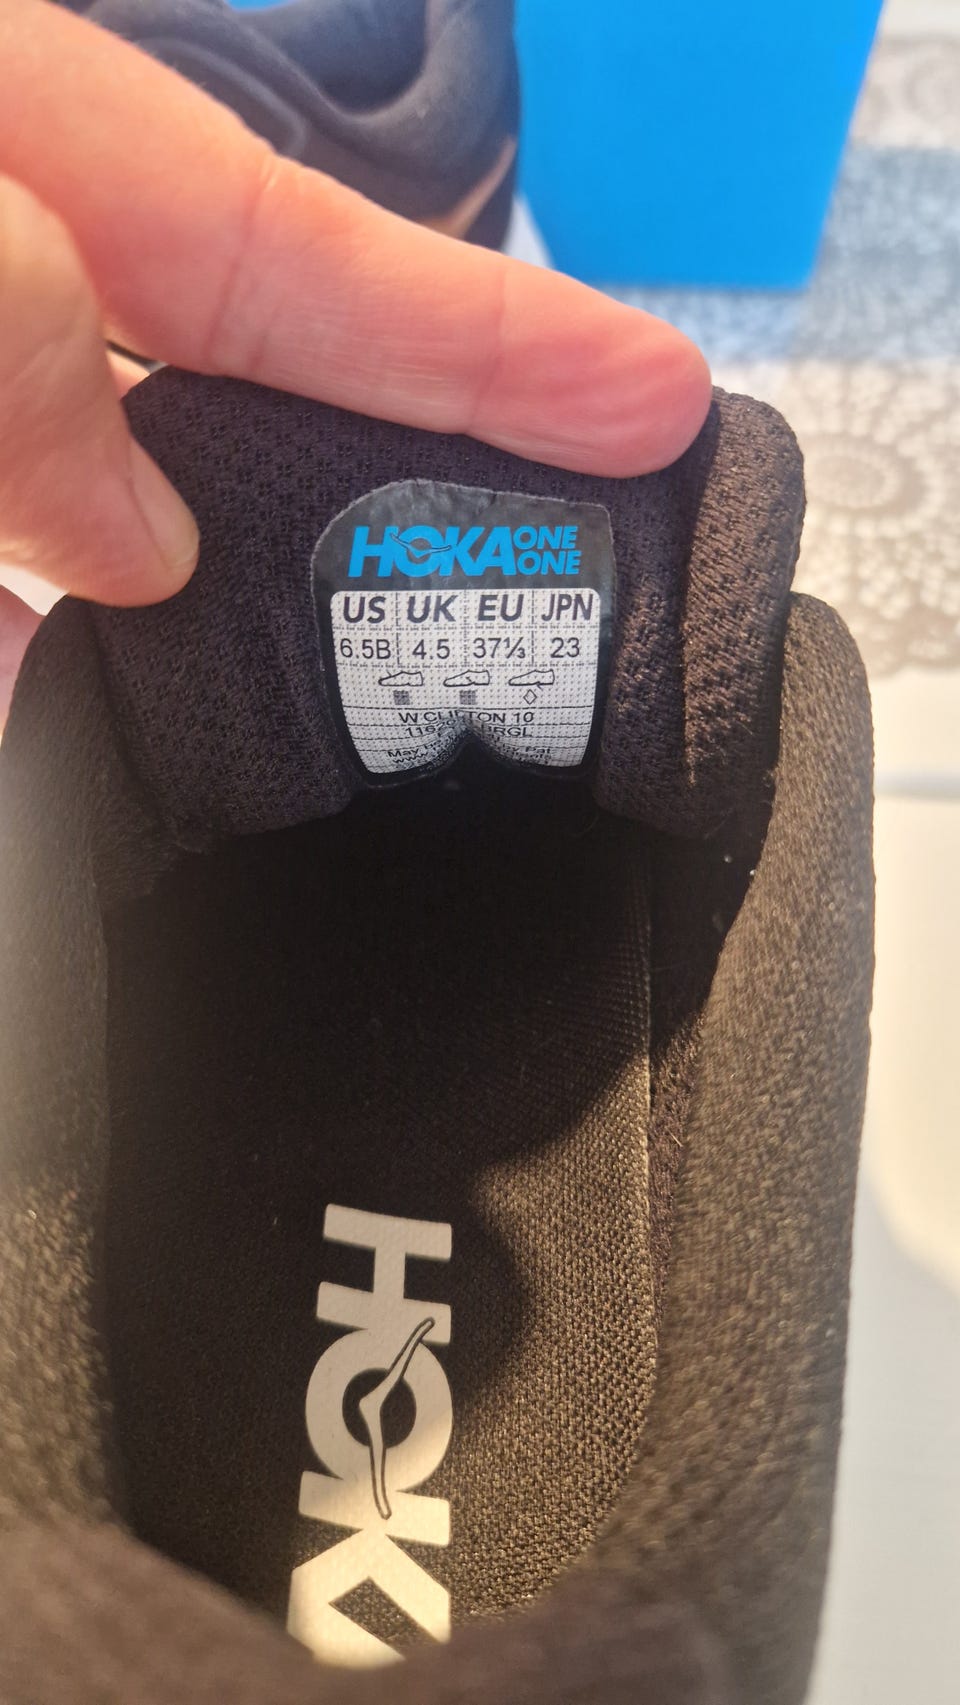 HOKA ONE ONE
US UK EU JPN
6.5B 4.5 37⅓ 23
W CLIFTON 10
HOKA